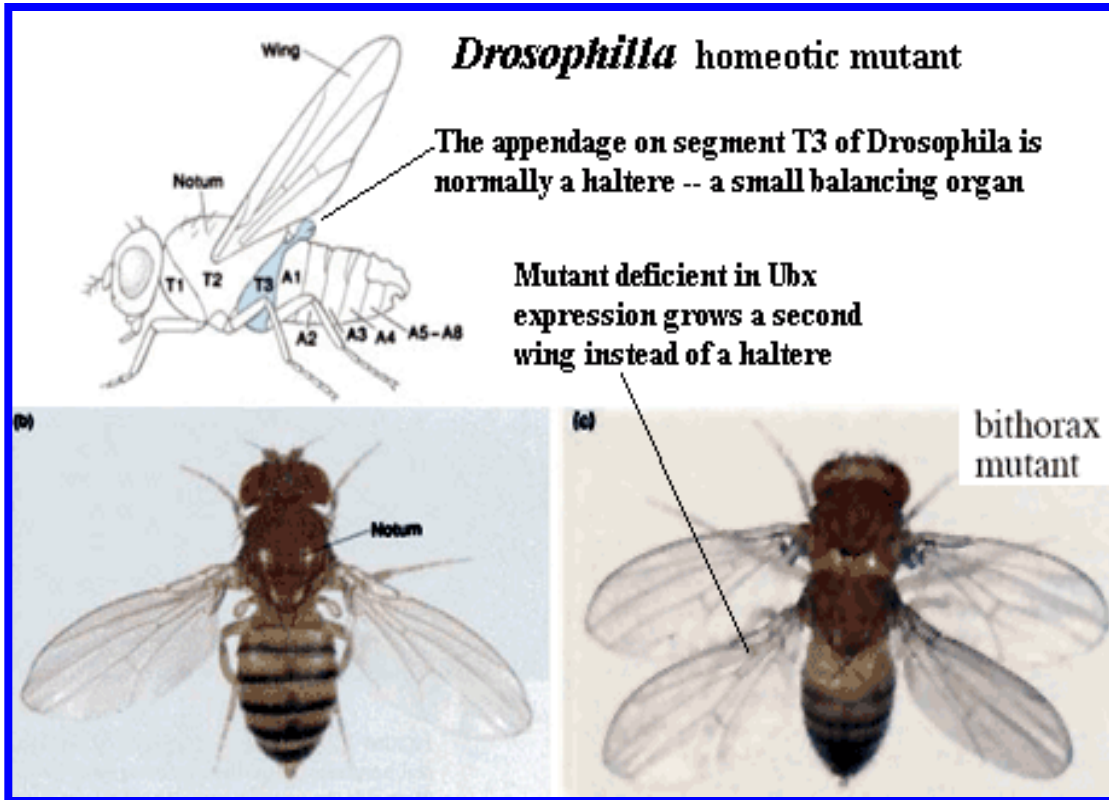 Drosophilla homeotic mutant
Wing
The appendage on segment T3 of Drosophila is
normally a haltere -- a small balancing organ
Notum
T1
T2
T3
A1
A2
A3
A4
A5-A8
Mutant deficient in Ubx
expression grows a second
wing instead of a haltere
(b)
Notum
(c)
bithorax
mutant